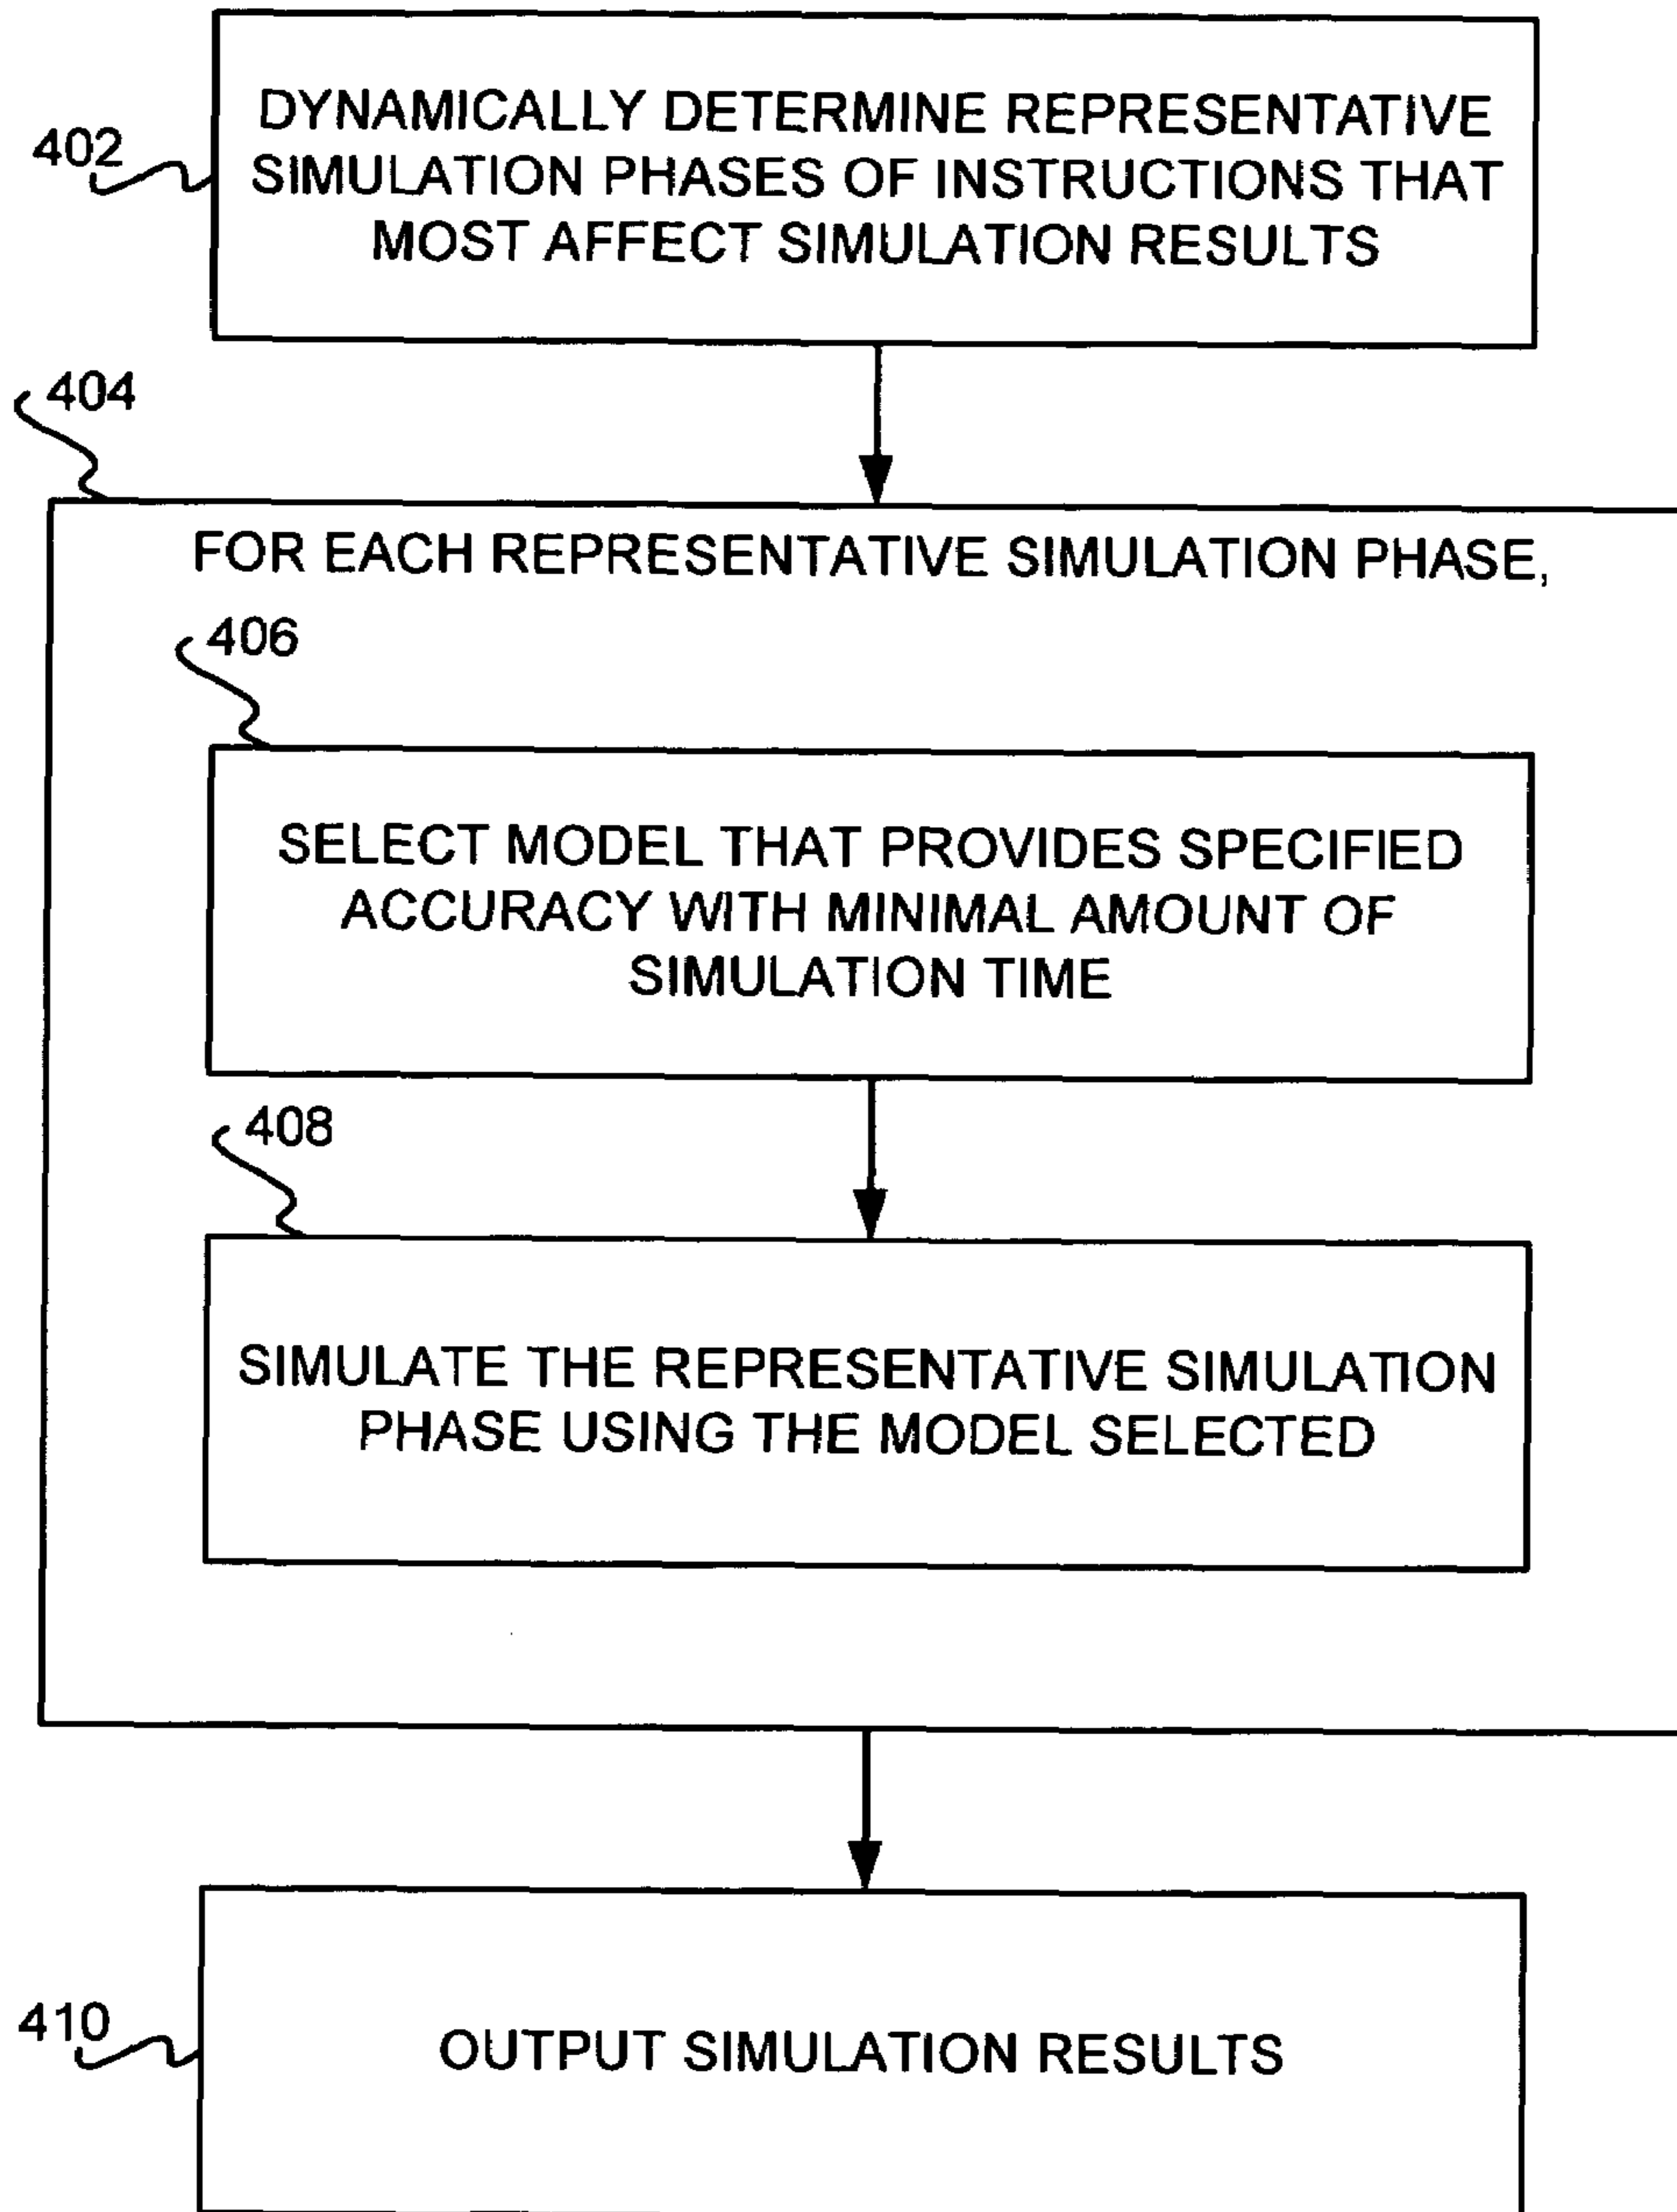 402
DYNAMICALLY DETERMINE REPRESENTATIVE
SIMULATION PHASES OF INSTRUCTIONS THAT
MOST AFFECT SIMULATION RESULTS
404
FOR EACH REPRESENTATIVE SIMULATION PHASE,
406
SELECT MODEL THAT PROVIDES SPECIFIED
ACCURACY WITH MINIMAL AMOUNT OF
SIMULATION TIME
408
SIMULATE THE REPRESENTATIVE SIMULATION
PHASE USING THE MODEL SELECTED
410
OUTPUT SIMULATION RESULTS